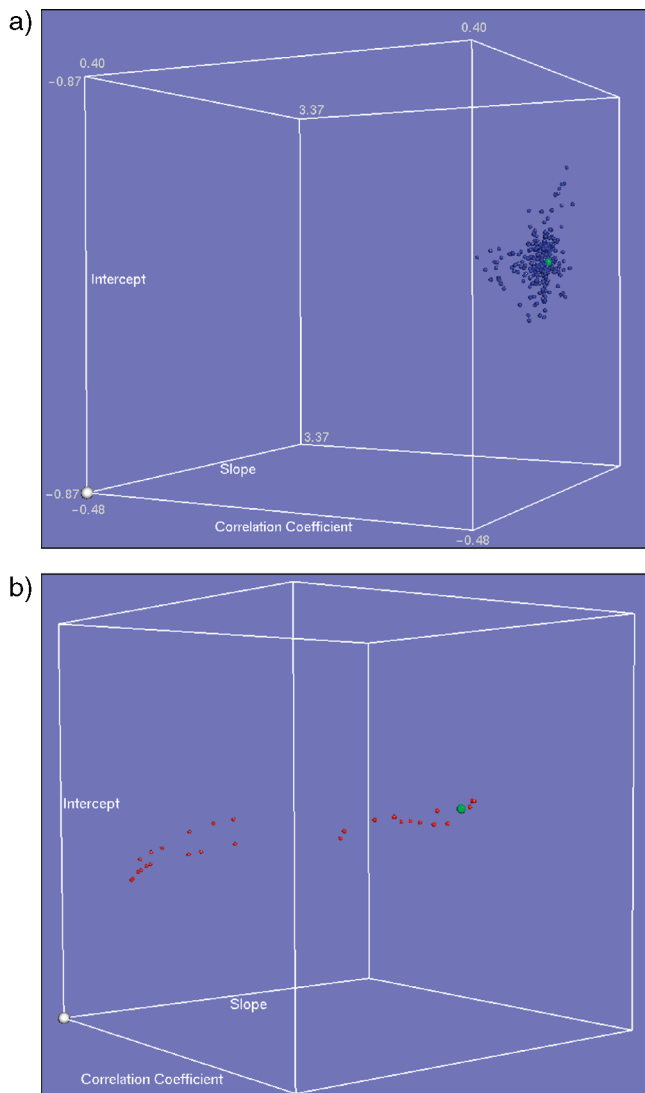 a)
0.40
0.40
−0.87
3.37
Intercept
3.37
Slope
−0.87
−0.48
Correlation Coefficient
−0.48
b)
Intercept
Slope
Correlation Coefficient